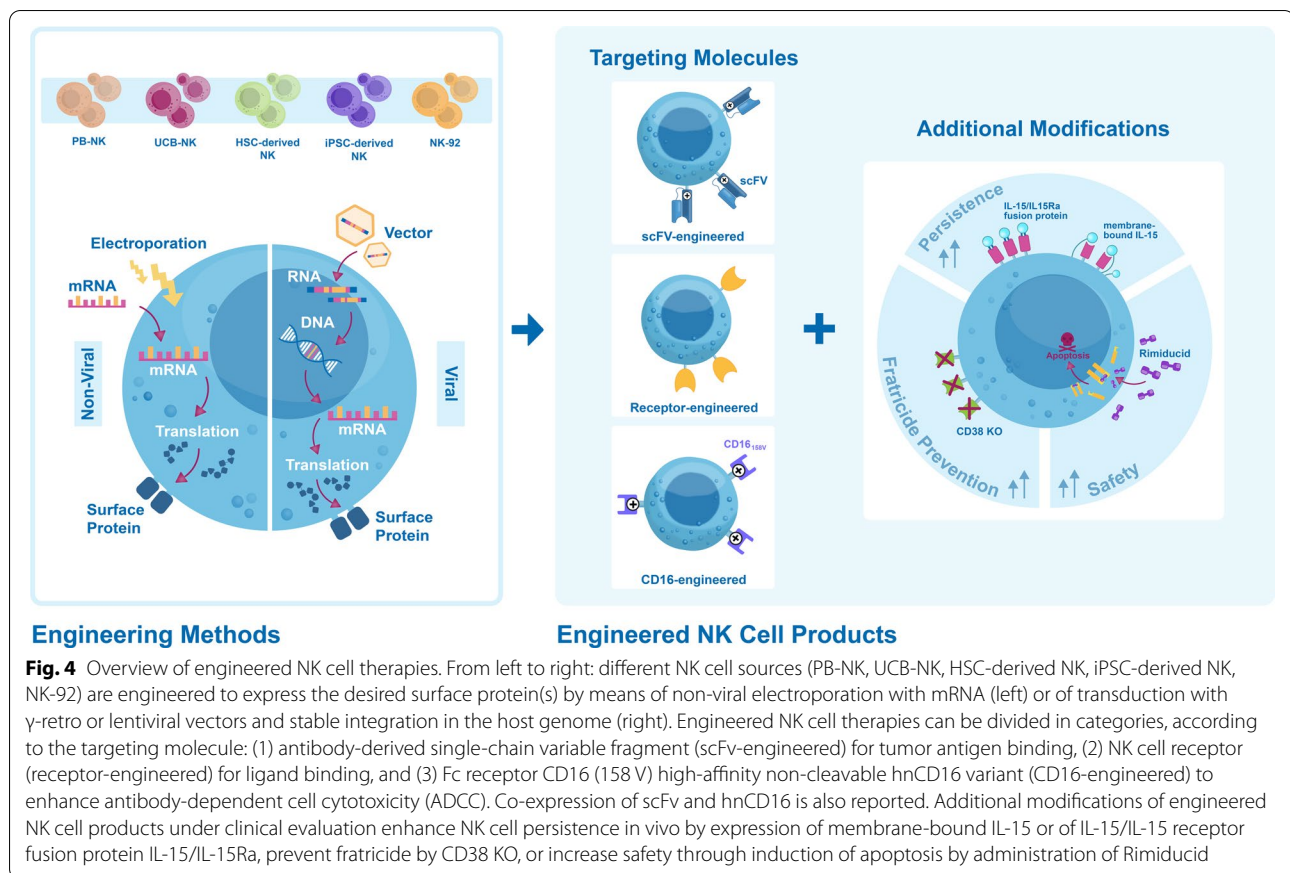 PB-NK
UCB-NK
HSC-derived
NK
iPSC-derived
NK
NK-92
Electroporation
mRNA
mRNA
Non-Viral
Translation
Surface
Protein
Vector
RNA
DNA
Viral
mRNA
Translation
Surface
Protein
Engineering Methods
Targeting Molecules
scFV
scFV-engineered
Receptor-engineered
CD16158V
CD16-engineered
Additional Modifications
Persistence
IL-15/IL15Ra
fusion protein
membrane-
bound IL-15
Apoptosis
Rimiducid
CD38 KO
Fratricide Prevention
Safety
Engineered NK Cell Products
Fig. 4 Overview of engineered NK cell therapies. From left to right: different NK cell sources (PB-NK, UCB-NK, HSC-derived NK, iPSC-derived NK,
NK-92) are engineered to express the desired surface protein(s) by means of non-viral electroporation with mRNA (left) or of transduction with
γ-retro or lentiviral vectors and stable integration in the host genome (right). Engineered NK cell therapies can be divided in categories, according
to the targeting molecule: (1) antibody-derived single-chain variable fragment (scFv-engineered) for tumor antigen binding, (2) NK cell receptor
(receptor-engineered) for ligand binding, and (3) Fc receptor CD16 (158 V) high-affinity non-cleavable hnCD16 variant (CD16-engineered) to
enhance antibody-dependent cell cytotoxicity (ADCC). Co-expression of scFv and hnCD16 is also reported. Additional modifications of engineered
NK cell products under clinical evaluation enhance NK cell persistence in vivo by expression of membrane-bound IL-15 or of IL-15/IL-15 receptor
fusion protein IL-15/IL-15Ra, prevent fratricide by CD38 KO, or increase safety through induction of apoptosis by administration of Rimiducid